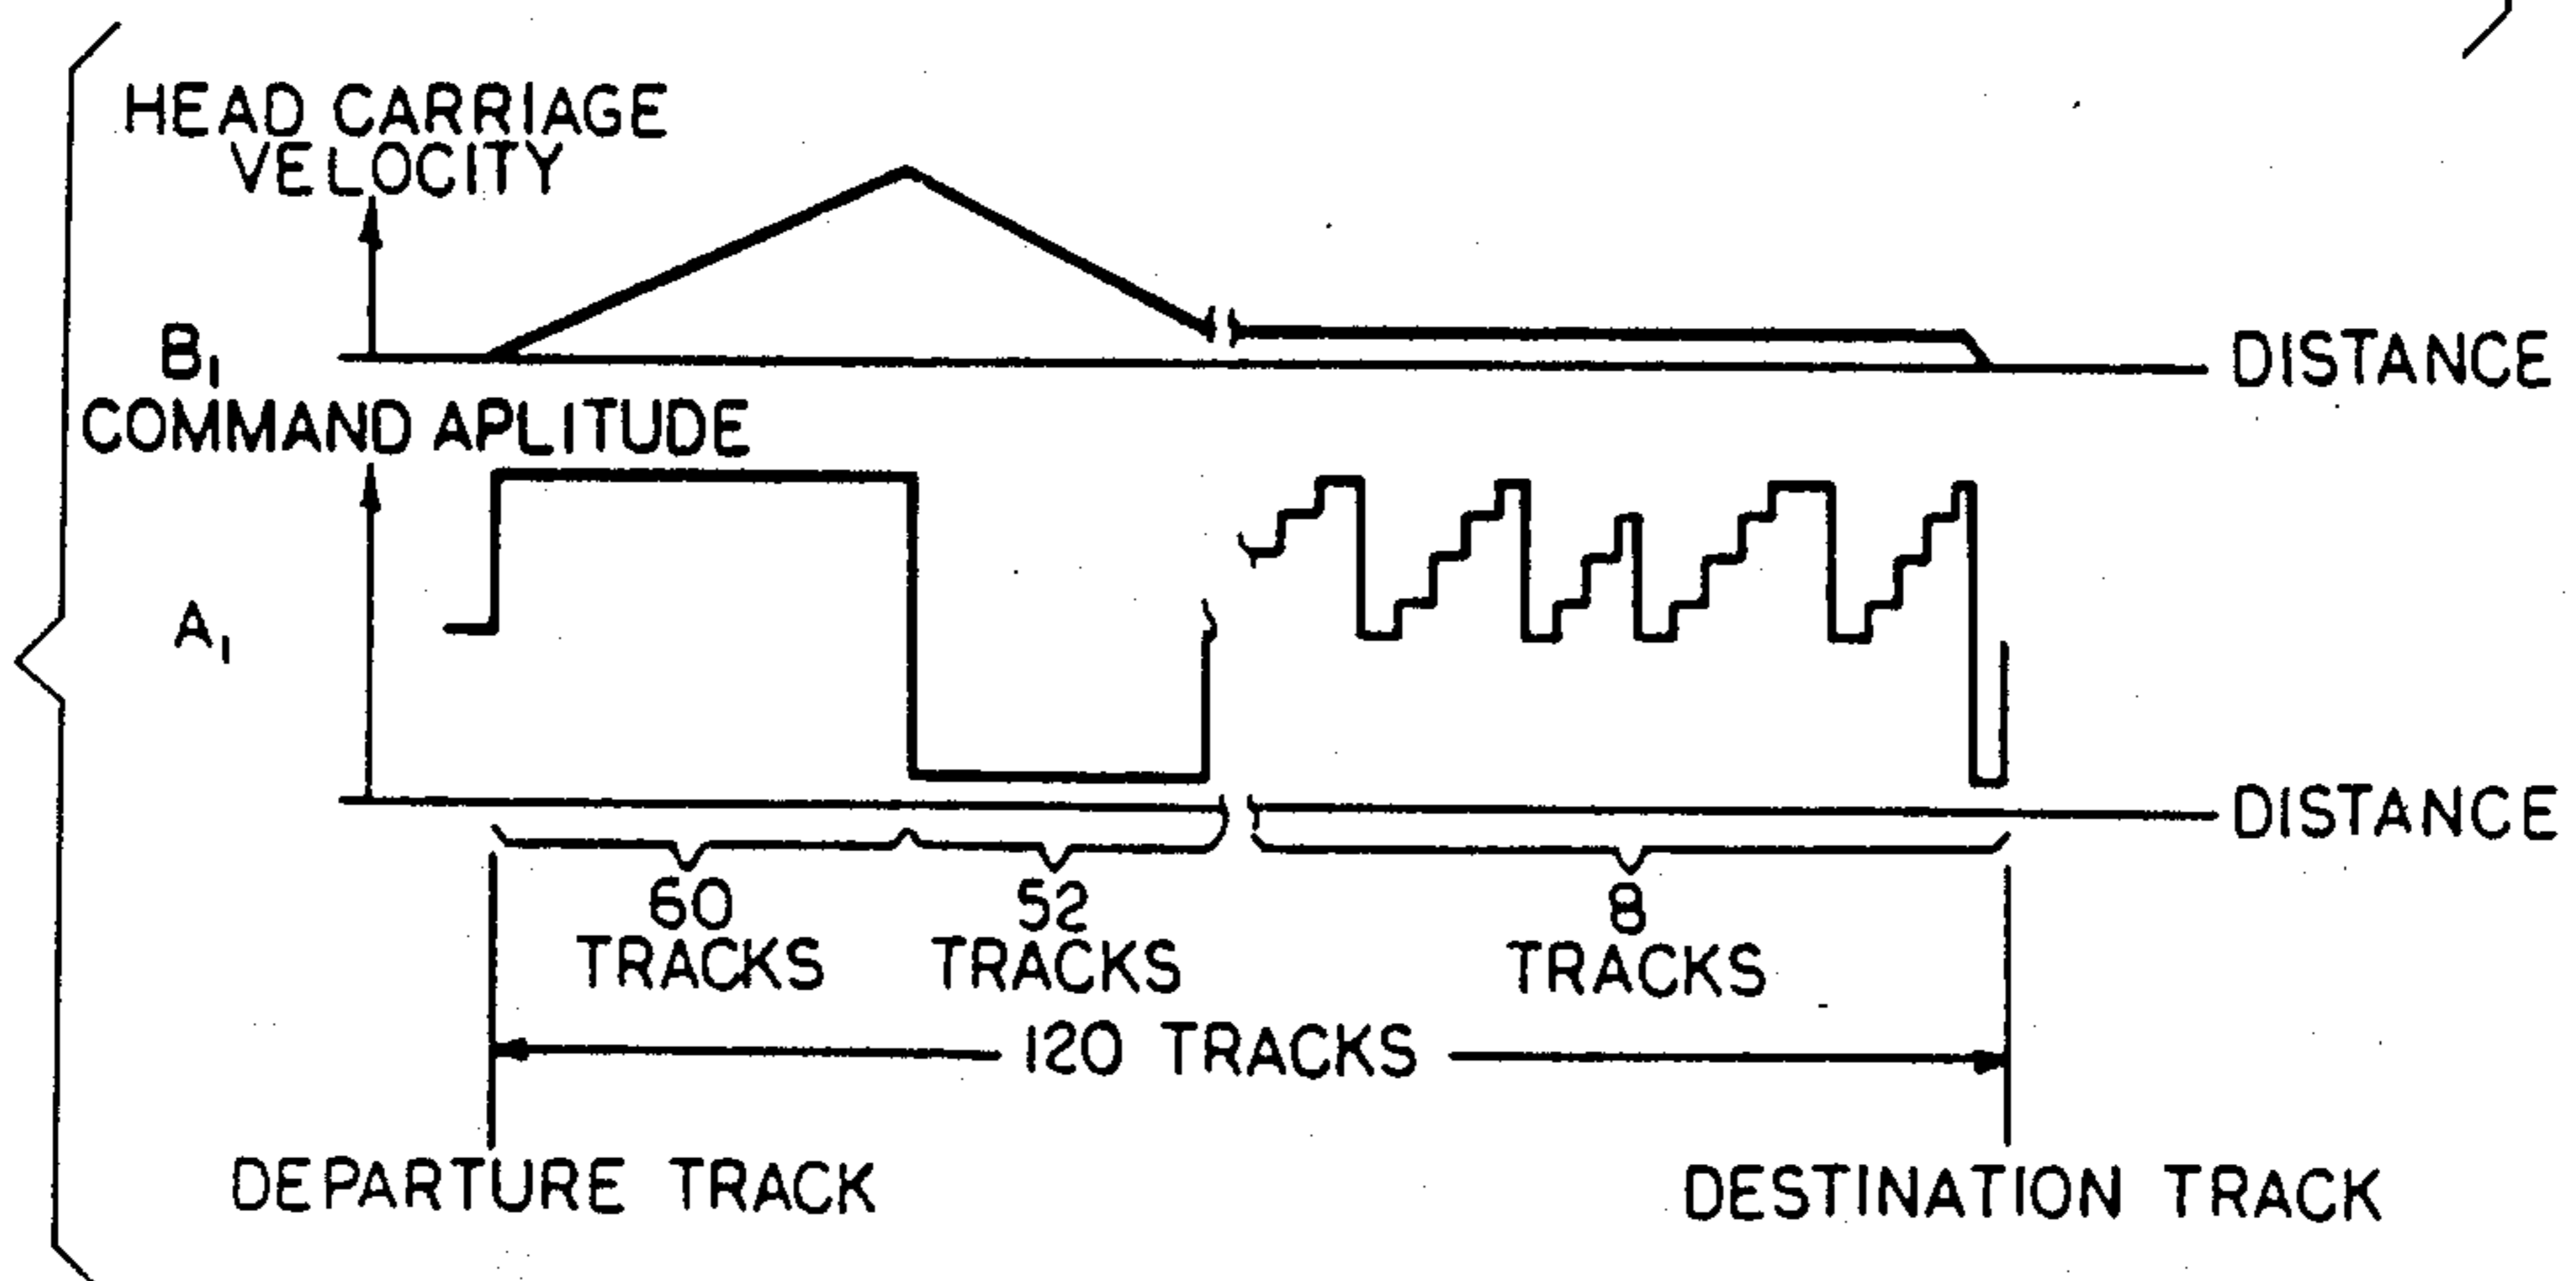 HEAD CARRIAGE
VELOCITY
B1
DISTANCE
COMMAND APLITUDE
A1
DISTANCE
60
TRACKS
52
TRACKS
8
TRACKS
120 TRACKS
DEPARTURE TRACK
DESTINATION TRACK